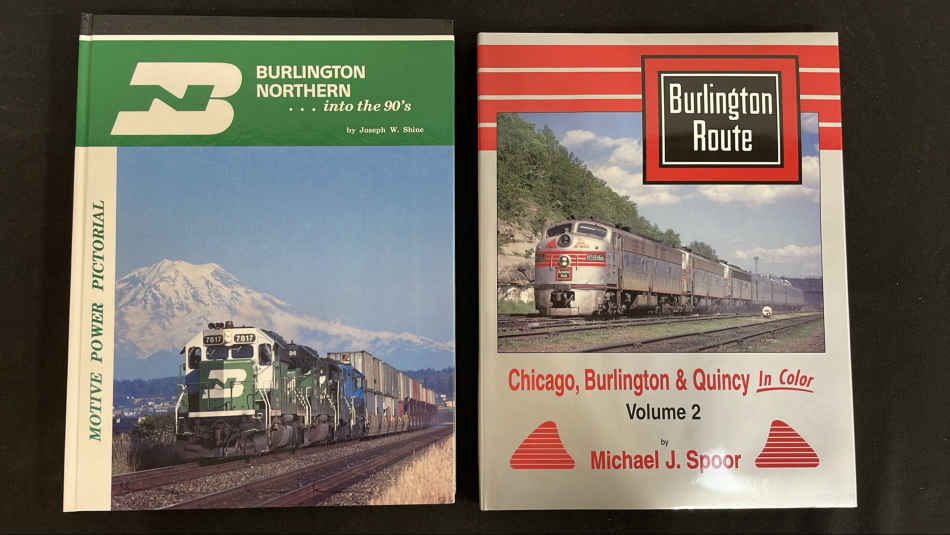 BURLINGTON
NORTHERN
. . . into the 90's
by Joseph W. Shine
MOTIVE POWER PICTORIAL
7817 7817
Burlington
Route
Chicago, Burlington & Quincy In Color
Volume 2
by
Michael J. Spoor